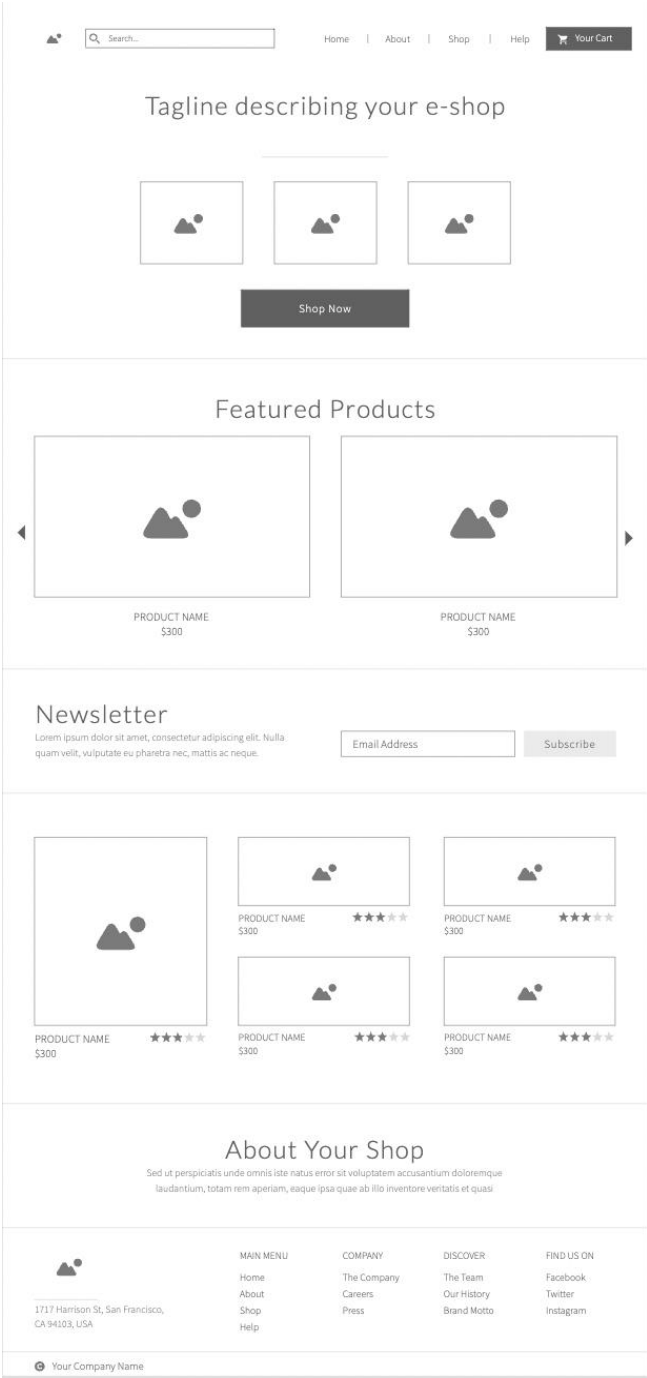 Search...
Home | About | Shop | Help
Your Cart
Tagline describing your e-shop
Shop Now
Featured Products
PRODUCT NAME
$300
PRODUCT NAME
$300
Newsletter
Lorem ipsum dolor sit amet, consectetur adipiscing elit. Nulla
quam velit, vulputate eu pharetra nec, mattis ac neque.
Email Address
Subscribe
PRODUCT NAME
$300
PRODUCT NAME
$300
PRODUCT NAME
$300
PRODUCT NAME
$300
PRODUCT NAME
$300
About Your Shop
Sed ut perspiciatis unde omnis iste natus error sit voluptatem accusantium doloremque
laudantium, totam rem aperiam, eaque ipsa quae ab illo inventore veritatis et quasi
1717 Harrison St, San Francisco,
CA 94103, USA
MAIN MENU
Home
About
Shop
Help
COMPANY
The Company
Careers
Press
DISCOVER
The Team
Our History
Brand Motto
FIND US ON
Facebook
Twitter
Instagram
© Your Company Name